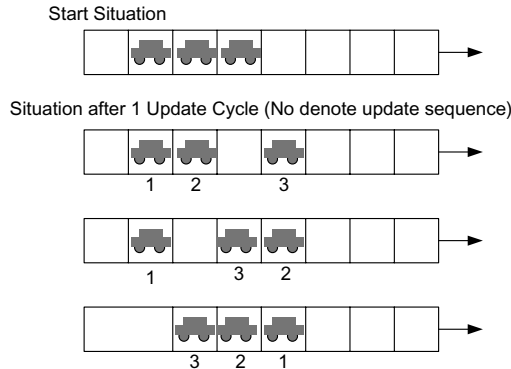 Start Situation
Situation after 1 Update Cycle (No denote update sequence)
1 2 3
1 3 2
3 2 1